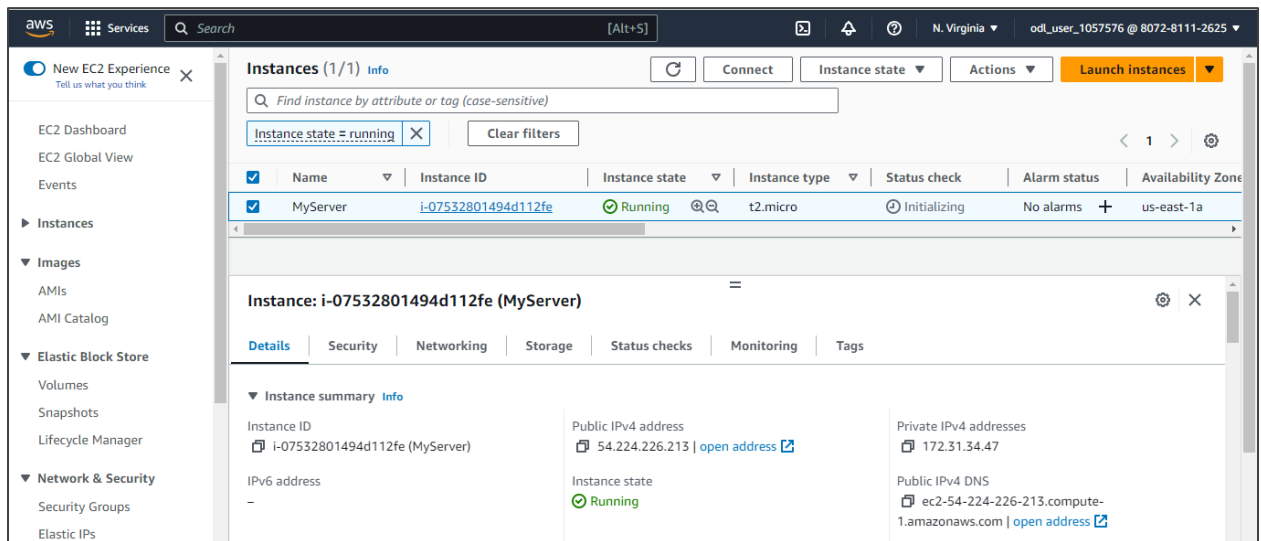 aws Services Search [Alt+S] N. Virginia odl_user_1057576 @ 8072-8111-2625
New EC2 Experience
Tell us what you think
EC2 Dashboard
EC2 Global View
Events
Instances
Images
AMIs
AMI Catalog
Elastic Block Store
Volumes
Snapshots
Lifecycle Manager
Network & Security
Security Groups
Elastic IPs
Instances (1/1) Info Connect Instance state Actions Launch instances
Find instance by attribute or tag (case-sensitive)
Instance state = running Clear filters
1
Name Instance ID Instance state Instance type Status check Alarm status Availability Zone
MyServer i-07532801494d112fe Running t2.micro Initializing No alarms + us-east-1a
Instance: i-07532801494d112fe (MyServer)
Details Security Networking Storage Status checks Monitoring Tags
Instance summary Info
Instance ID Public IPv4 address Private IPv4 addresses
i-07532801494d112fe (MyServer) 54.224.226.213 | open address 172.31.34.47
IPv6 address Instance state Public IPv4 DNS
– Running ec2-54-224-226-213.compute-
1.amazonaws.com | open address